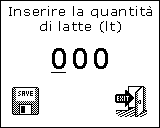 Inserire la quantità
di latte (lt)
000
SAVE
EXIT